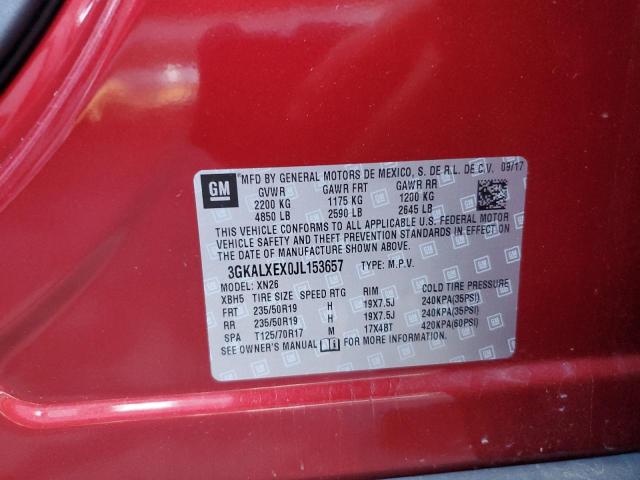 MFD BY GENERAL MOTORS DE MEXICO, S. DE R.L. DE C.V. 09/17
GM
GVWR GAWR FRT GAWR RR
2200 KG 1175 KG 1200 KG
4850 LB 2590 LB 2645 LB
THIS VEHICLE CONFORMS TO ALL APPLICABLE U.S. FEDERAL MOTOR
VEHICLE SAFETY AND THEFT PREVENTION STANDARDS IN EFFECT ON
THE DATE OF MANUFACTURE SHOWN ABOVE.
3GKALXEX0JL153657 TYPE: M.P.V.
MODEL: XN26
XBH5 TIRE SIZE SPEED RTG RIM COLD TIRE PRESSURE
FRT 235/50R19 H 19X7.5J 240KPA(35PSI)
RR 235/50R19 H 19X7.5J 240KPA(35PSI)
SPA T125/70R17 M 17X4BT 420KPA(60PSI)
SEE OWNER'S MANUAL FOR MORE INFORMATION.